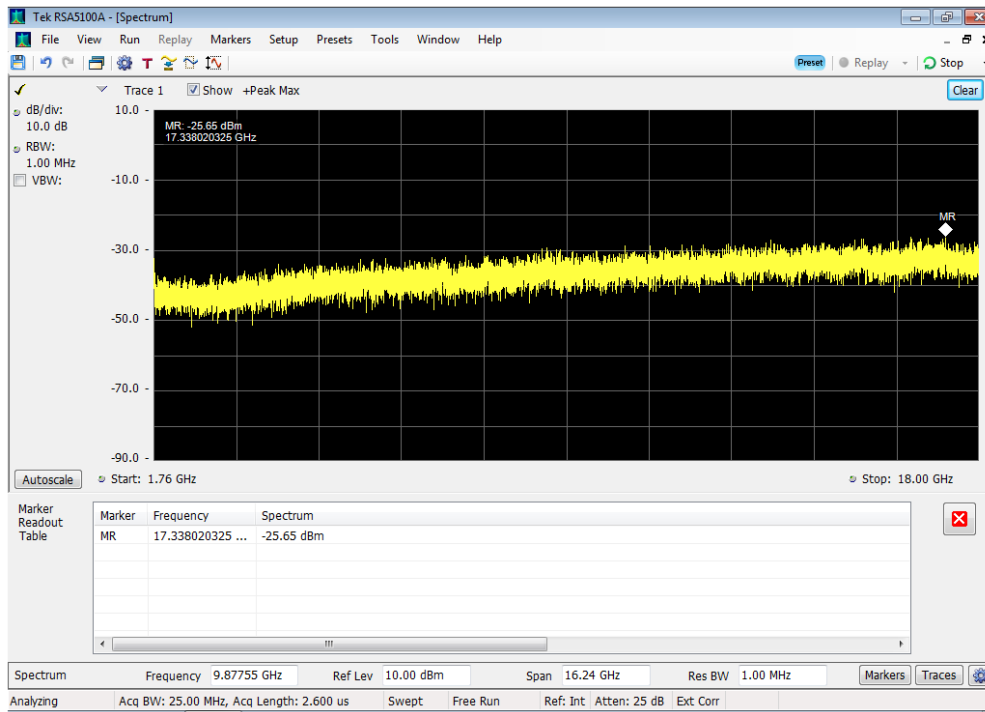 Tek RSA5100A - [Spectrum]
File View Run Replay Markers Setup Presets Tools Window Help
T Preset Replay Stop
Trace 1 Show +Peak Max Clear
dB/div:
10.0 dB
RBW:
1.00 MHz
VBW:
10.0 -
MR: -25.65 dBm
17.338020325 GHz
-10.0 -
MR
-30.0 -
-50.0 -
-70.0 -
-90.0 -
Autoscale Start: 1.76 GHz Stop: 18.00 GHz
Marker
Readout
Table
Marker Frequency Spectrum
MR 17.338020325 ... -25.65 dBm
Spectrum Frequency 9.87755 GHz Ref Lev 10.00 dBm Span 16.24 GHz Res BW 1.00 MHz Markers Traces
Analyzing Acq BW: 25.00 MHz, Acq Length: 2.600 us Swept Free Run Ref: Int Atten: 25 dB Ext Corr